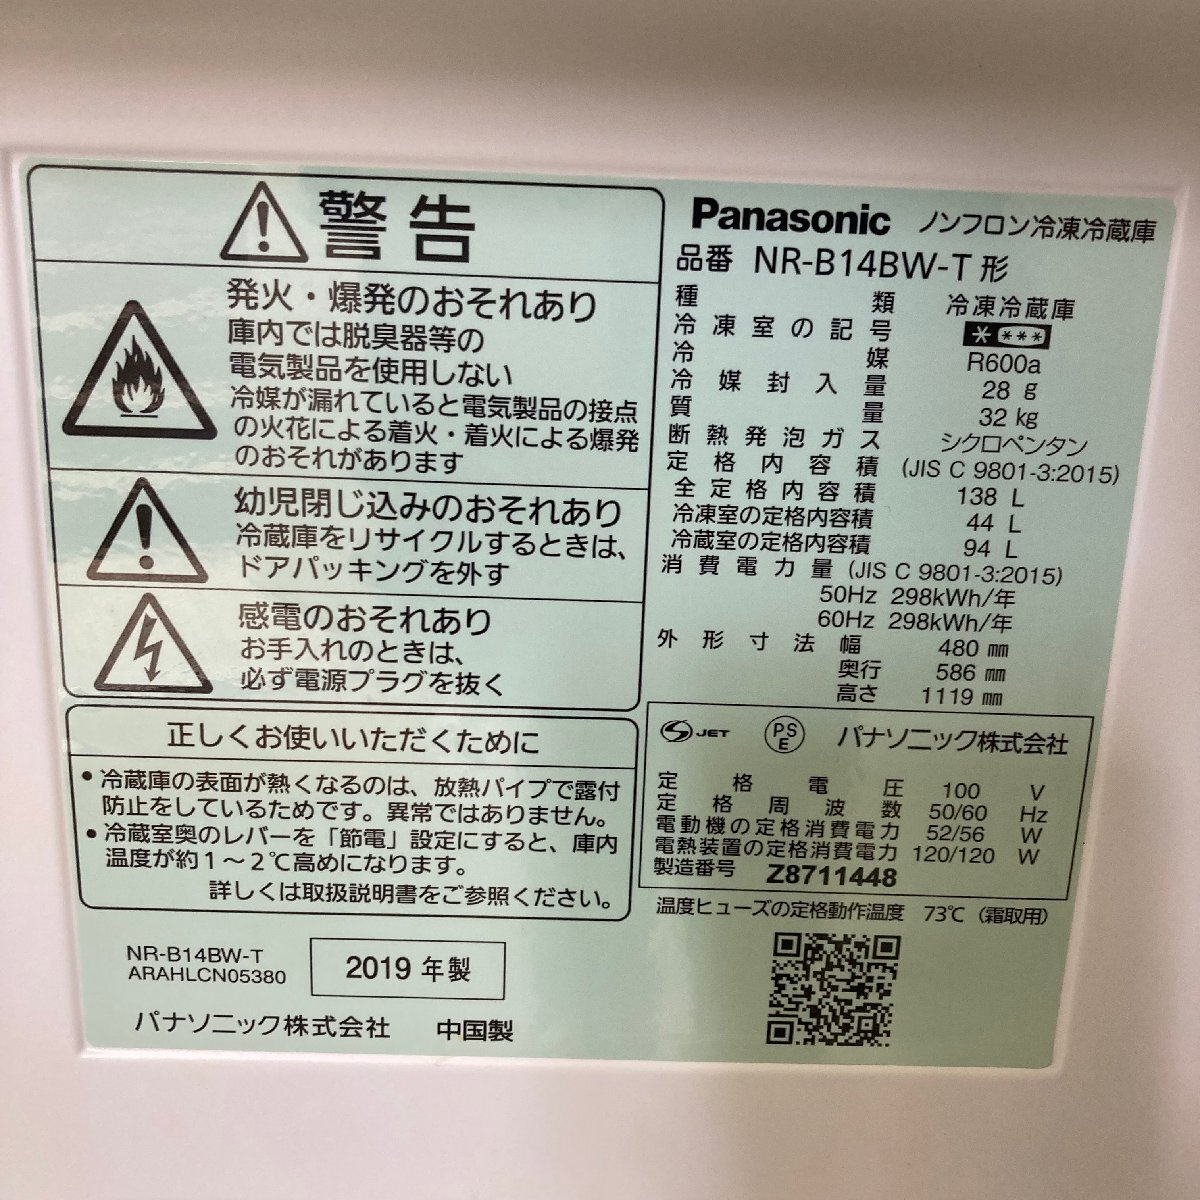 警告
発火・爆発のおそれあり
庫内では脱臭器等の
電気製品を使用しない
冷媒が漏れていると電気製品の接点
の火花による着火・着火による爆発
のおそれがあります
幼児閉じ込みのおそれあり
冷蔵庫をリサイクルするときは、
ドアパッキングを外す
感電のおそれあり
お手入れのときは、
必ず電源プラグを抜く
正しくお使いいただくために
・冷蔵庫の表面が熱くなるのは、放熱パイプで露付
防止をしているためです。異常ではありません。
・冷蔵室奥のレバーを「節電」設定にすると、庫内
温度が約1～2℃高めになります。
詳しくは取扱説明書をご参照ください。
NR-B14BW-T
ARAHLCN05380
2019 年製
パナソニック株式会社 中国製
Panasonic ノンフロン冷凍冷蔵庫
品番 NR-B14BW-T 形
種類 冷凍冷蔵庫
冷凍室の記号 * ***
冷媒 R600a
冷媒封入量 28 g
質量 32 kg
断熱発泡ガス シクロペンタン
定格内容積 (JIS C 9801-3:2015)
全定格内容積 138 L
冷凍室の定格内容積 44 L
冷蔵室の定格内容積 94 L
消費電力量 (JIS C 9801-3:2015)
50Hz 298kWh/年
60Hz 298kWh/年
外形寸法 幅 480 mm
奥行 586 mm
高さ 1119 mm
S JET PSE パナソニック株式会社
定格電圧 100 V
定格周波数 50/60 Hz
電動機の定格消費電力 52/56 W
電熱装置の定格消費電力 120/120 W
製造番号 Z8711448
温度ヒューズの定格動作温度 73℃（霜取用）